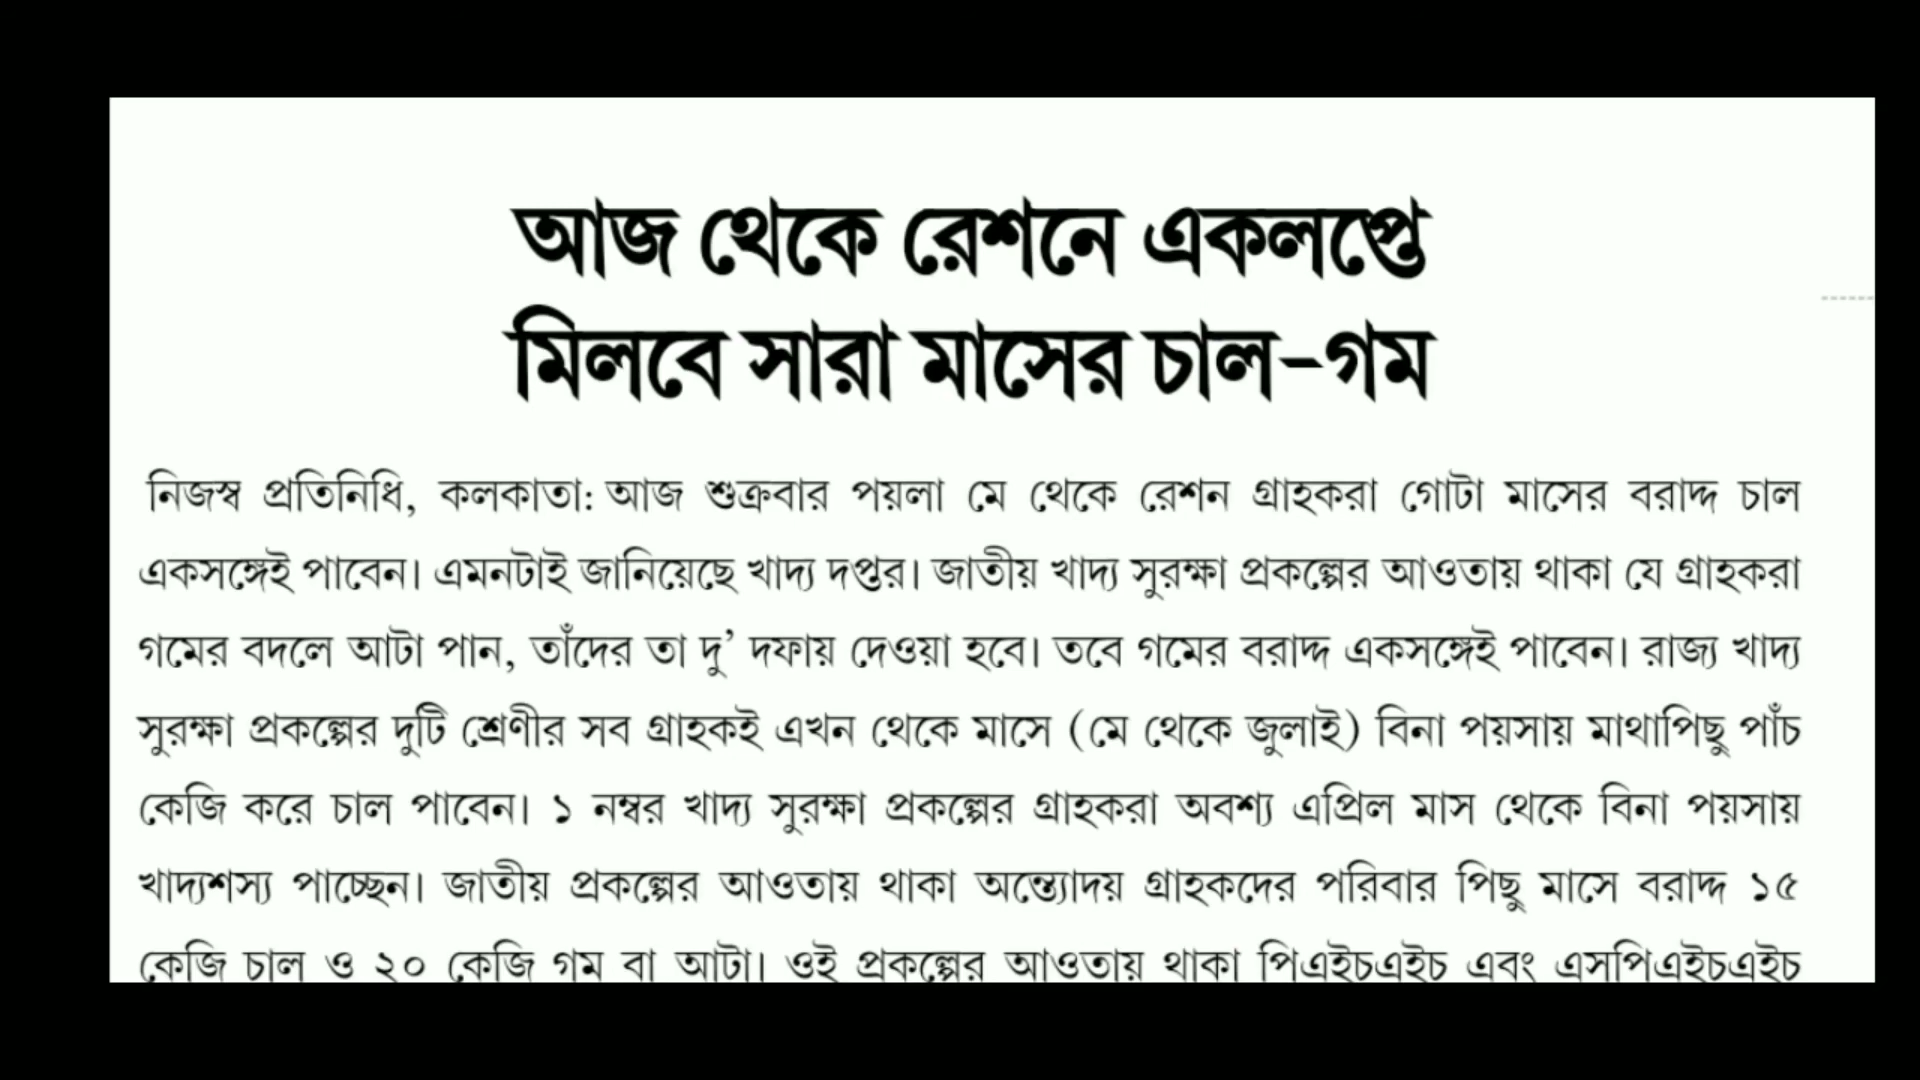 আজ থেকে রেশনে একলপ্তে
মিলবে সারা মাসের চাল-গম
নিজস্ব প্রতিনিধি, কলকাতা: আজ শুক্রবার পয়লা মে থেকে রেশন গ্রাহকরা গোটা মাসের বরাদ্দ চাল
একসঙ্গেই পাবেন। এমনটাই জানিয়েছে খাদ্য দপ্তর। জাতীয় খাদ্য সুরক্ষা প্রকল্পের আওতায় থাকা যে গ্রাহকরা
গমের বদলে আটা পান, তাঁদের তা দু’ দফায় দেওয়া হবে। তবে গমের বরাদ্দ একসঙ্গেই পাবেন। রাজ্য খাদ্য
সুরক্ষা প্রকল্পের দুটি শ্রেণীর সব গ্রাহকই এখন থেকে মাসে (মে থেকে জুলাই) বিনা পয়সায় মাথাপিছু পাঁচ
কেজি করে চাল পাবেন। ১ নম্বর খাদ্য সুরক্ষা প্রকল্পের গ্রাহকরা অবশ্য এপ্রিল মাস থেকে বিনা পয়সায়
খাদ্যশস্য পাচ্ছেন। জাতীয় প্রকল্পের আওতায় থাকা অন্ত্যোদয় গ্রাহকদের পরিবার পিছু মাসে বরাদ্দ ১৫
কেজি চাল ও ২০ কেজি গম বা আটা। ওই প্রকল্পের আওতায় থাকা পিএইচএইচ এবং এসপিএইচএইচ